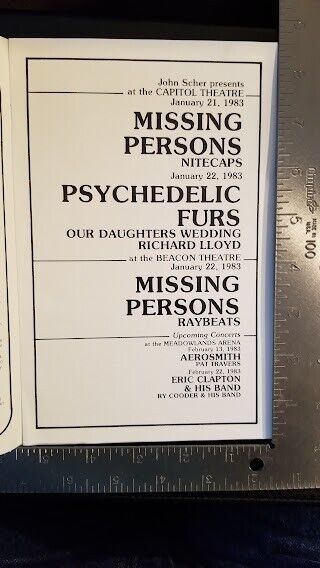 John Scher presents
at the CAPITOL THEATRE
January 21, 1983
MISSING
PERSONS
NITECAPS
January 22, 1983
PSYCHEDELIC
FURS
OUR DAUGHTERS WEDDING
RICHARD LLOYD
at the BEACON THEATRE
January 22, 1983
MISSING
PERSONS
RAYBEATS
Upcoming Concerts
at the MEADOWLANDS ARENA
February 13, 1983
AEROSMITH
PAT TRAVERS
February 22, 1983
ERIC CLAPTON
& HIS BAND
RY COODER & HIS BAND